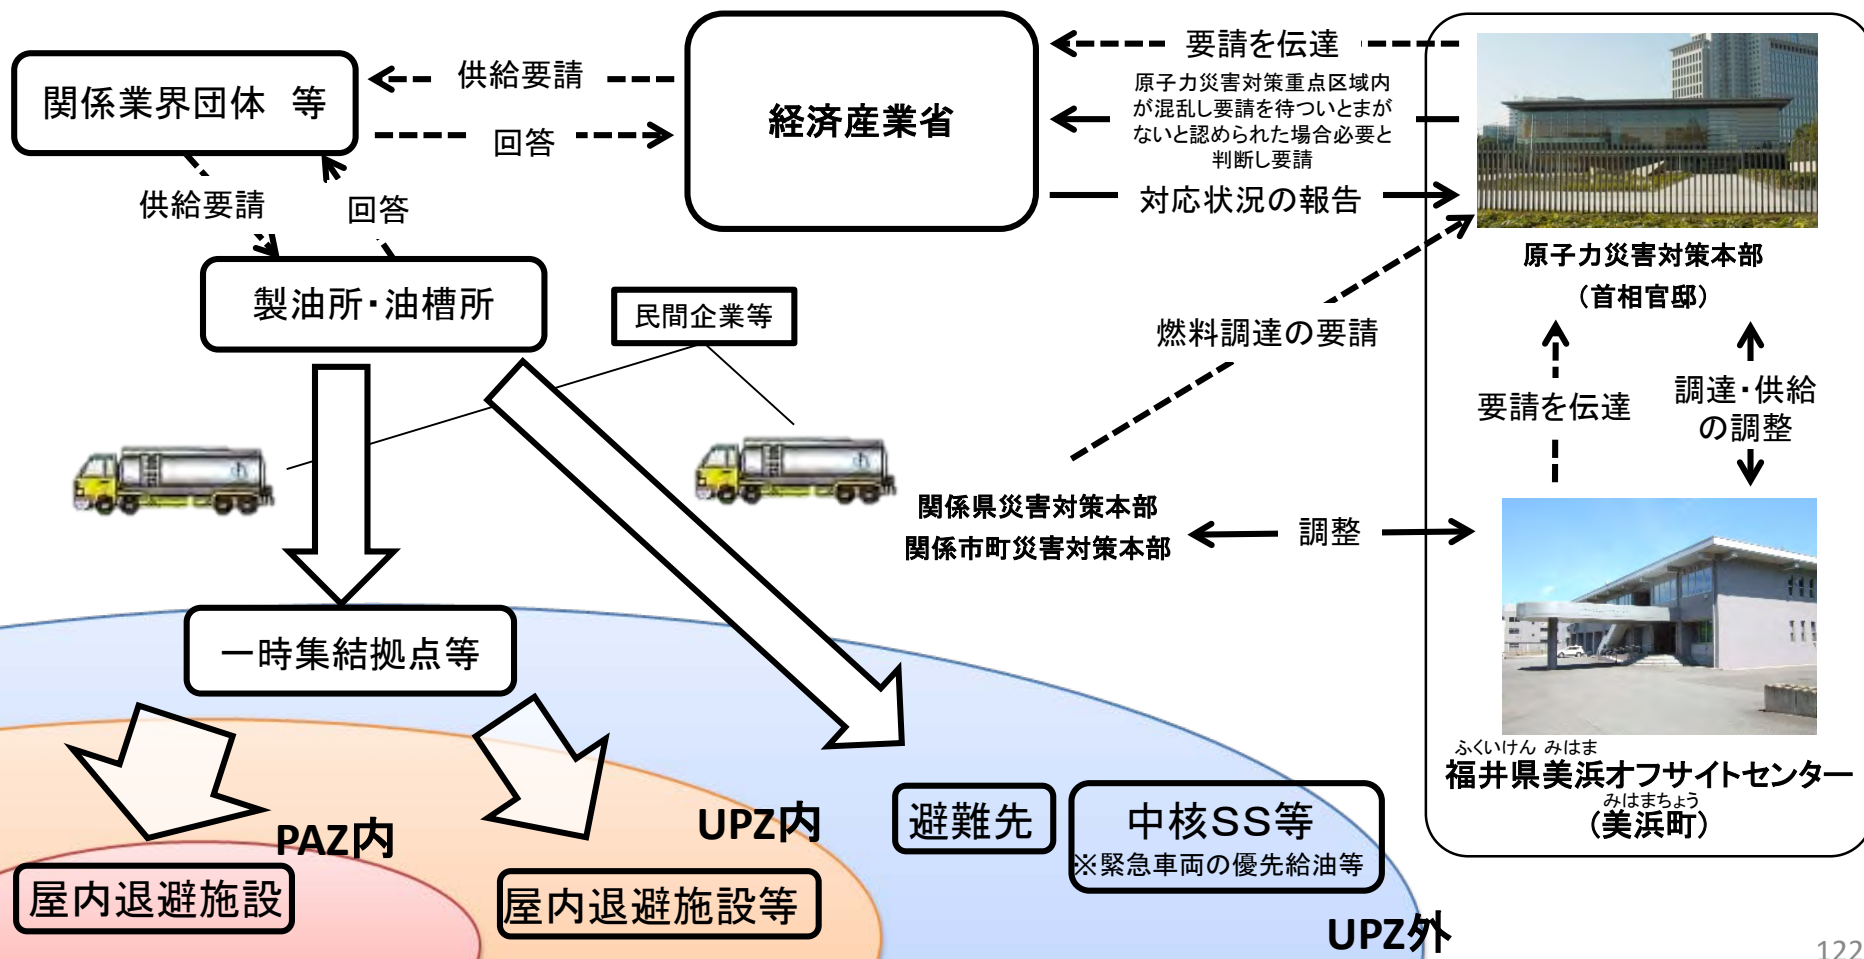 関係業界団体　等
供給要請
回答
経済産業省
要請を伝達
原子力災害対策重点区域内
が混乱し要請を待ついとまが
ないと認められた場合必要と
判断し要請
対応状況の報告
原子力災害対策本部
（首相官邸）
供給要請
回答
製油所・油槽所
民間企業等
燃料調達の要請
要請を伝達
調達・供給
の調整
関係県災害対策本部
関係市町災害対策本部
調整
ふくいけん みはま
福井県美浜オフサイトセンター
みはまちょう
（美浜町）
一時集結拠点等
PAZ内
屋内退避施設
UPZ内
屋内退避施設等
避難先
中核SS等
※緊急車両の優先給油等
UPZ外
122